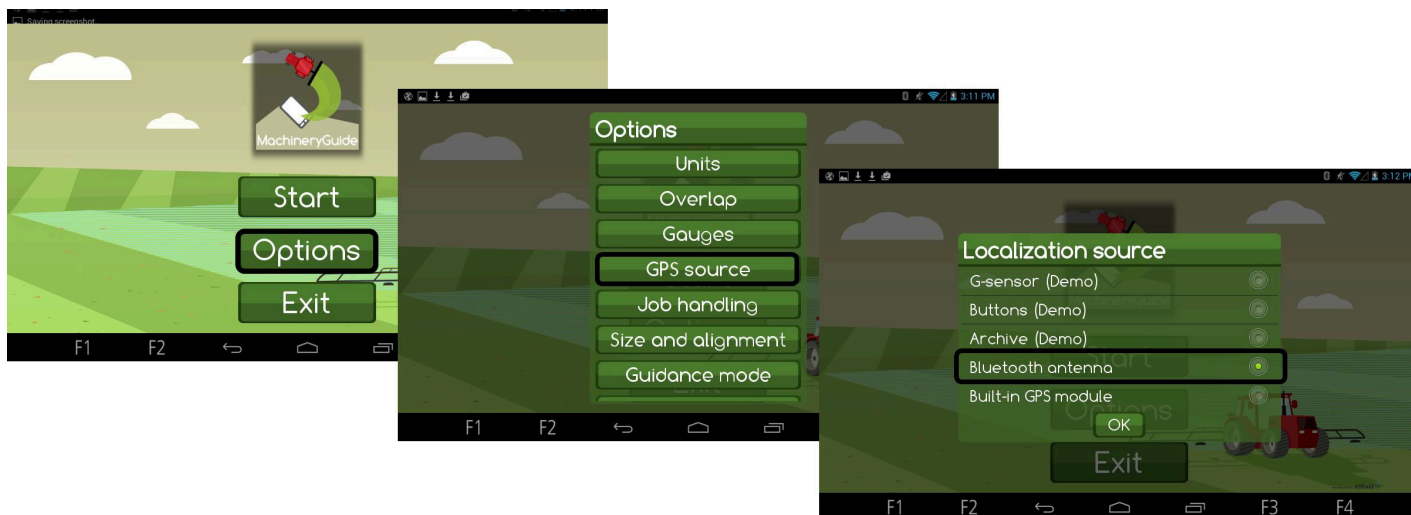 Saving screenshot
MachineryGuide
Start
Options
Exit
F1 F2
3:11 PM
Options
Units
Overlap
Gauges
GPS source
Job handling
Size and alignment
Guidance mode
F1 F2
3:12 PM
Localization source
G-sensor (Demo)
Buttons (Demo)
Archive (Demo)
Start
Bluetooth antenna
Built-in GPS module
Options
OK
Exit
F1 F2 F3 F4